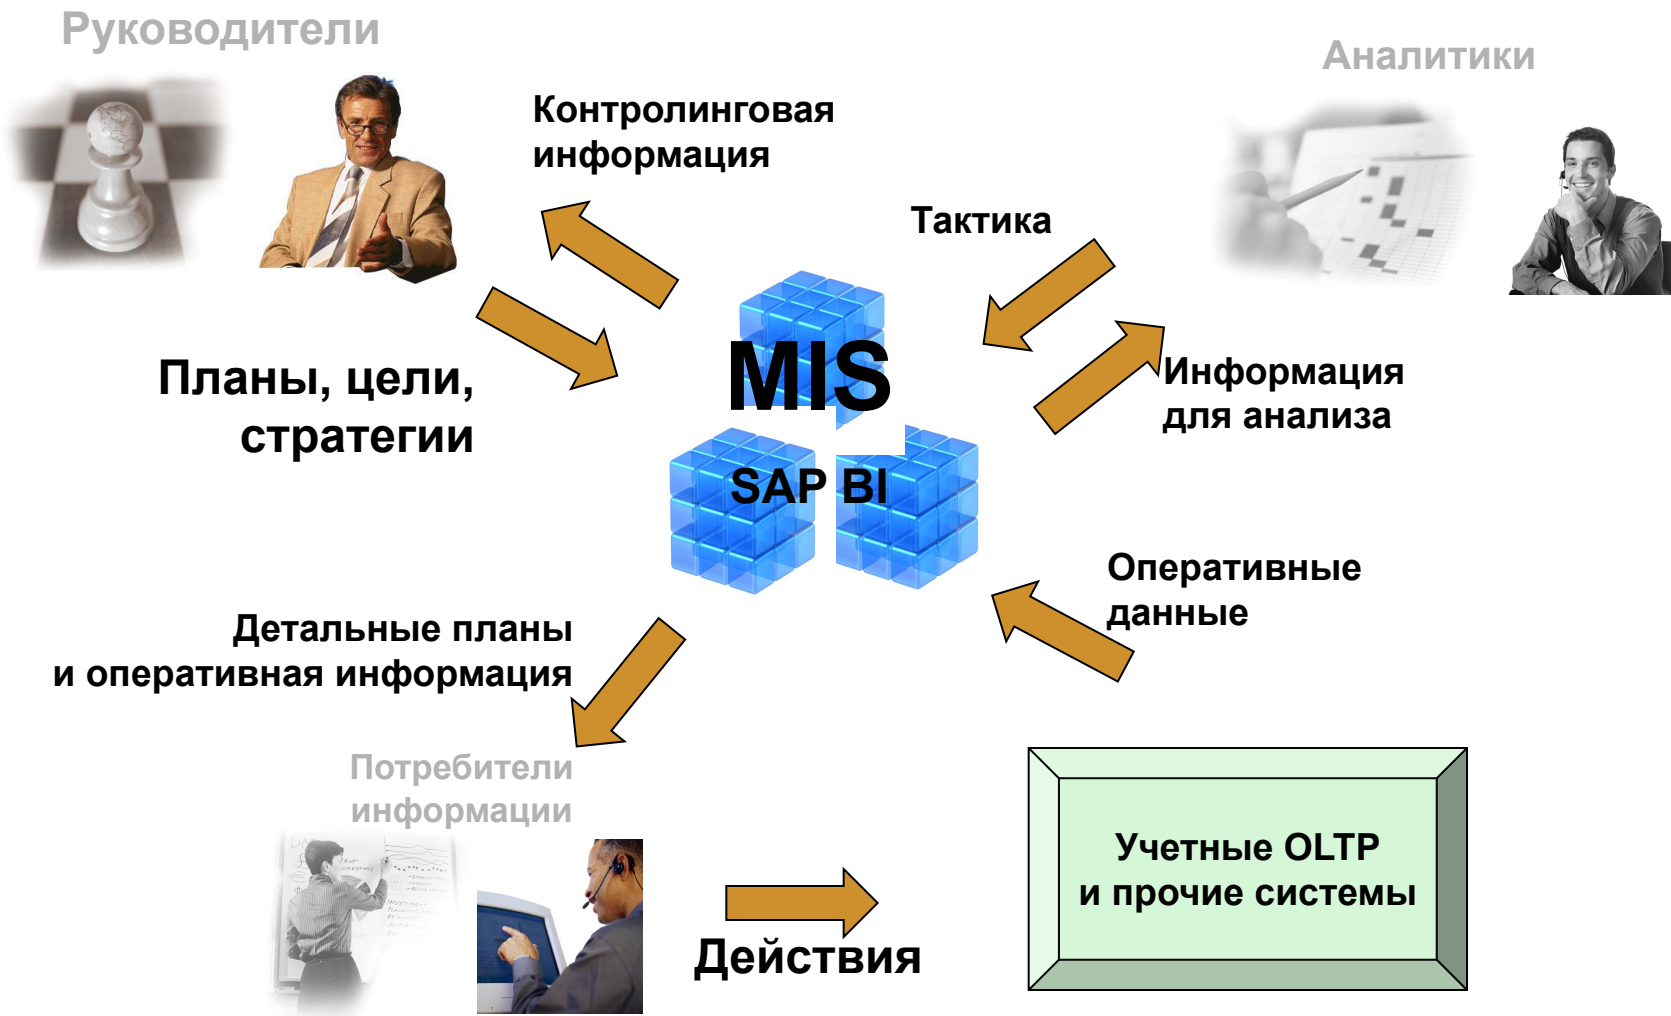 Руководители
Аналитики
Контролинговая
информация
Тактика
Планы, цели,
стратегии
MIS
SAP BI
Информация
для анализа
Оперативные
данные
Детальные планы
и оперативная информация
Потребители
информации
Действия
Учетные OLTP
и прочие системы